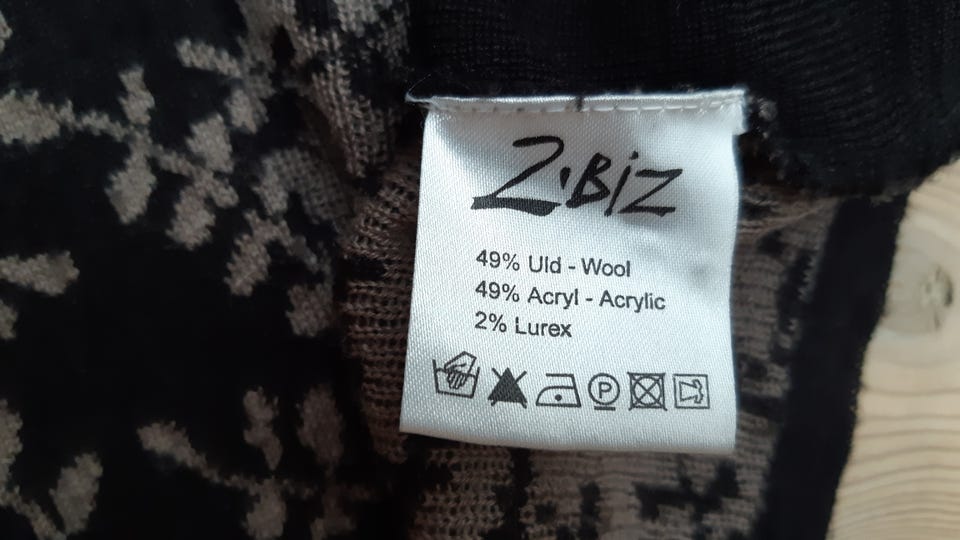 Z·BiZ
49% Uld - Wool
49% Acryl - Acrylic
2% Lurex
P